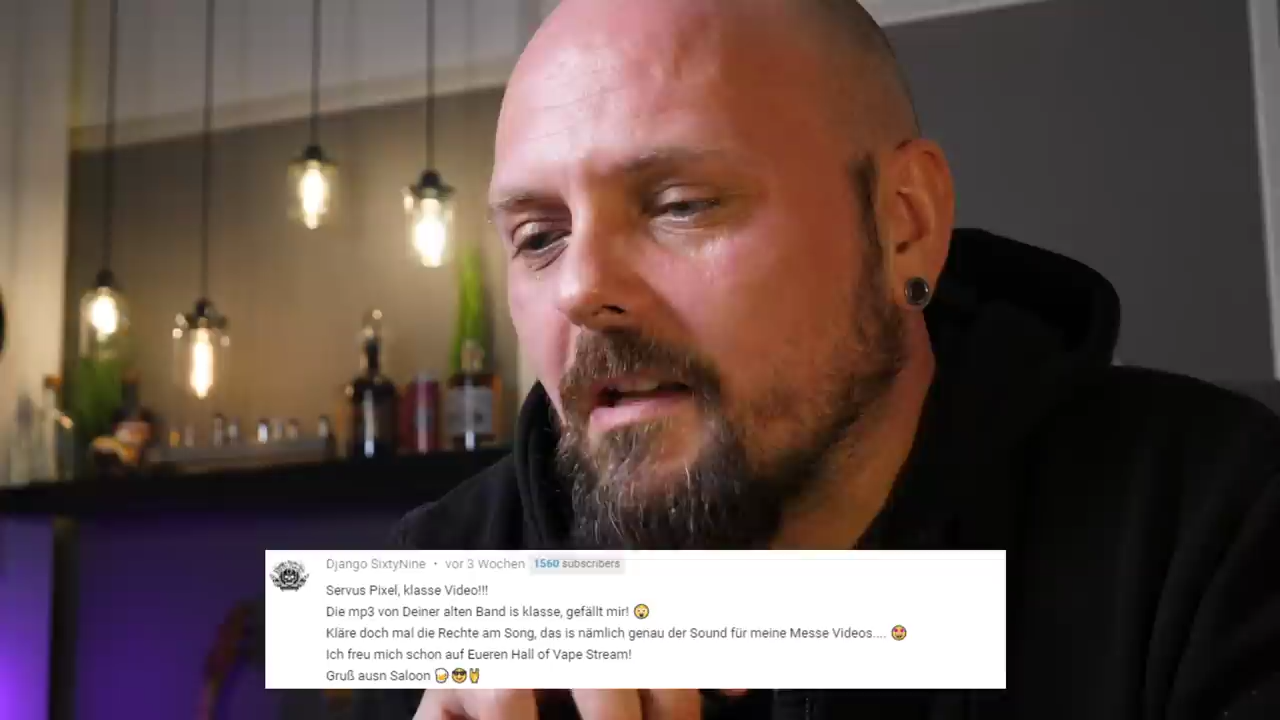 Django SixtyNine · vor 3 Wochen 1560 subscribers
Servus Pixel, klasse Video!!!
Die mp3 von Deiner alten Band is klasse, gefällt mir! 😲
Kläre doch mal die Rechte am Song, das is nämlich genau der Sound für meine Messe Videos.... 🤩
Ich freu mich schon auf Eueren Hall of Vape Stream!
Gruß ausn Saloon 🍺😎🤘